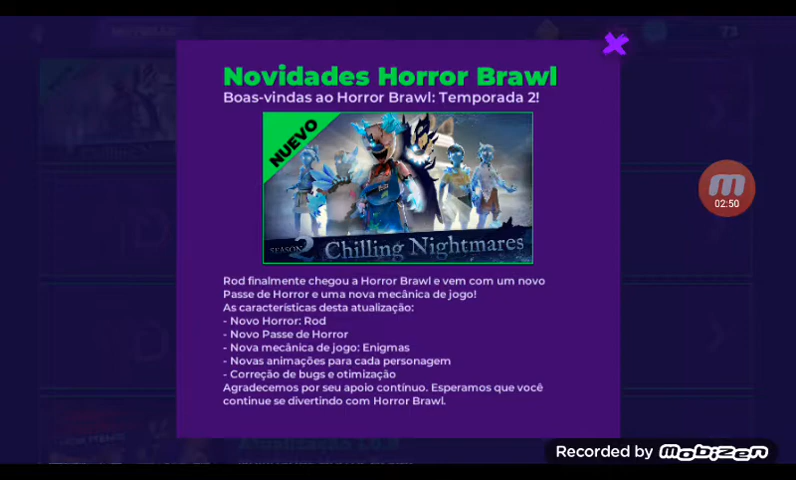 Novidades Horror Brawl
Boas-vindas ao Horror Brawl: Temporada 2!
NUEVO
SEASON 2 Chilling Nightmares
Rod finalmente chegou a Horror Brawl e vem com um novo
Passe de Horror e uma nova mecânica de jogo!
As características desta atualização:
- Novo Horror: Rod
- Novo Passe de Horror
- Nova mecânica de jogo: Enigmas
- Novas animações para cada personagem
- Correção de bugs e otimização
Agradecemos por seu apoio contínuo. Esperamos que você
continue se divertindo com Horror Brawl.
02:50
Recorded by mobizen